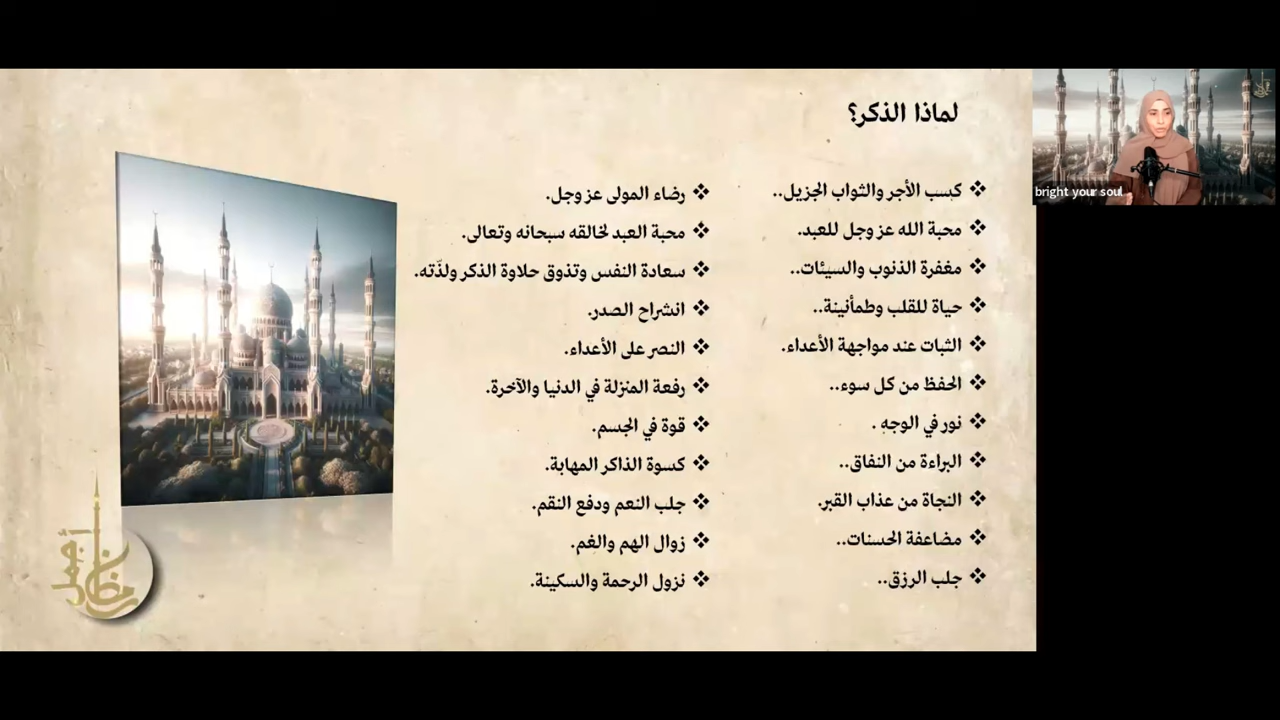 لماذا الذكر؟
كسب الأجر والثواب الجزيل..
محبة الله عز وجل للعبد.
مغفرة الذنوب والسيئات..
حياة للقلب وطمأنينة..
الثبات عند مواجهة الأعداء.
الحفظ من كل سوء..
نور في الوجه .
البراءة من النفاق..
النجاة من عذاب القبر.
مضاعفة الحسنات..
جلب الرزق..
رضاء المولى عز وجل.
محبة العبد لخالقه سبحانه وتعالى.
سعادة النفس وتذوق حلاوة الذكر ولذّته.
انشراح الصدر.
النصر على الأعداء.
رفعة المنزلة في الدنيا والآخرة.
قوة في الجسم.
كسوة الذاكر المهابة.
جلب النعم ودفع النقم.
زوال الهم والغم.
نزول الرحمة والسكينة.
bright your soul
رمضان
أجمل